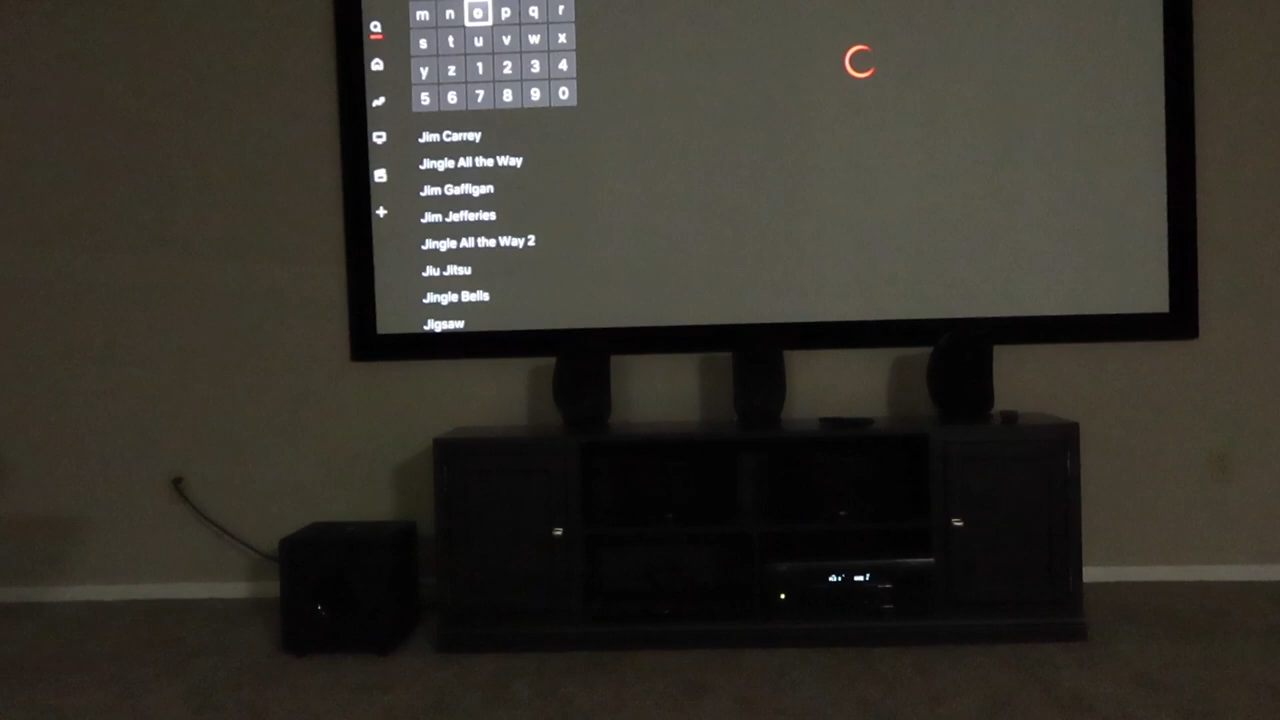 m n o p q r
s t u v w x
y z 1 2 3 4
5 6 7 8 9 0
Jim Carrey
Jingle All the Way
Jim Gaffigan
Jim Jefferies
Jingle All the Way 2
Jiu Jitsu
Jingle Bells
Jigsaw